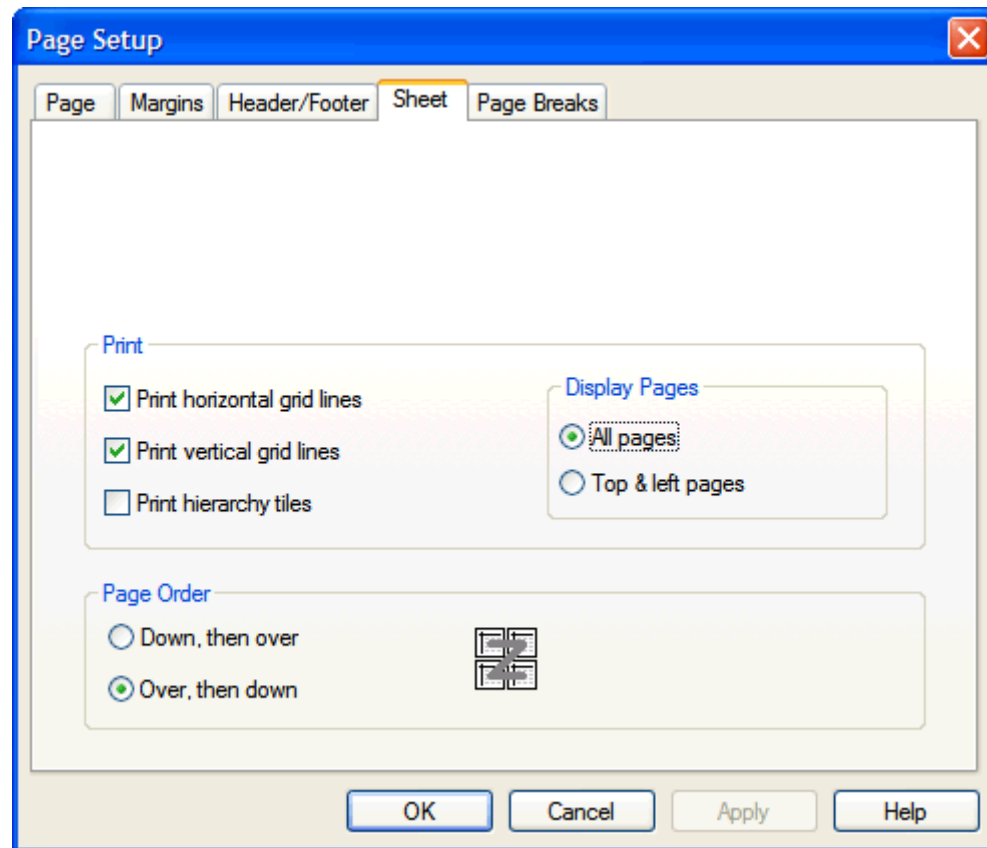 Page Setup
Page Margins Header/Footer Sheet Page Breaks
Print
Print horizontal grid lines
Print vertical grid lines
Print hierarchy tiles
Display Pages
All pages
Top & left pages
Page Order
Down, then over
Over, then down
OK Cancel Apply Help